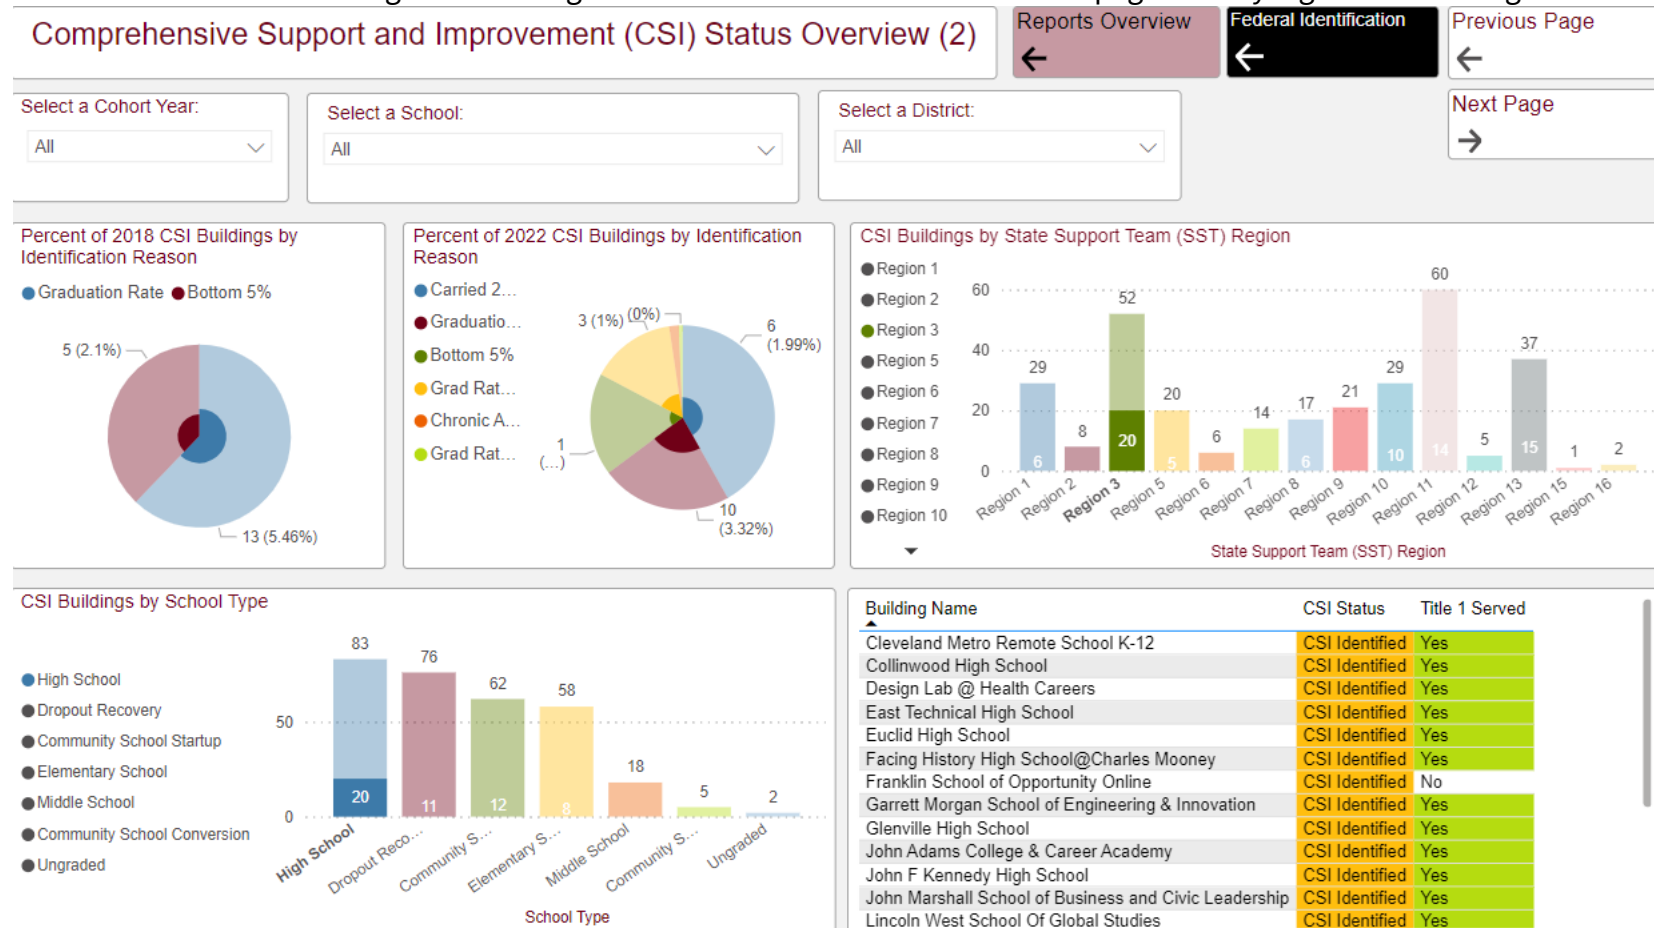 Comprehensive Support and Improvement (CSI) Status Overview (2)
Reports Overview
Federal Identification
Previous Page
Next Page
Select a Cohort Year:
All
Select a School:
All
Select a District:
All
Percent of 2018 CSI Buildings by
Identification Reason
Graduation Rate
Bottom 5%
5 (2.1%)
13 (5.46%)
Percent of 2022 CSI Buildings by Identification
Reason
Carried 2...
Graduatio...
Bottom 5%
Grad Rat...
Chronic A...
Grad Rat...
3 (1%)
(0%)
6
(1.99%)
1
(...)
10
(3.32%)
CSI Buildings by State Support Team (SST) Region
Region 1
Region 2
Region 3
Region 5
Region 6
Region 7
Region 8
Region 9
Region 10
60
40
20
0
29
8
52
20
6
14
17
21
29
60
5
37
1
2
6
20
5
6
10
14
15
Region 1
Region 2
Region 3
Region 5
Region 6
Region 7
Region 8
Region 9
Region 10
Region 11
Region 12
Region 13
Region 15
Region 16
State Support Team (SST) Region
CSI Buildings by School Type
High School
Dropout Recovery
Community School Startup
Elementary School
Middle School
Community School Conversion
Ungraded
50
0
83
76
62
58
18
5
2
20
11
12
8
High School
Dropout Reco...
Community S...
Elementary S...
Middle School
Community S...
Ungraded
School Type
Building Name CSI Status Title 1 Served
Cleveland Metro Remote School K-12 CSI Identified Yes
Collinwood High School CSI Identified Yes
Design Lab @ Health Careers CSI Identified Yes
East Technical High School CSI Identified Yes
Euclid High School CSI Identified Yes
Facing History High School@Charles Mooney CSI Identified Yes
Franklin School of Opportunity Online CSI Identified No
Garrett Morgan School of Engineering & Innovation CSI Identified Yes
Glenville High School CSI Identified Yes
John Adams College & Career Academy CSI Identified Yes
John F Kennedy High School CSI Identified Yes
John Marshall School of Business and Civic Leadership CSI Identified Yes
Lincoln West School Of Global Studies CSI Identified Yes